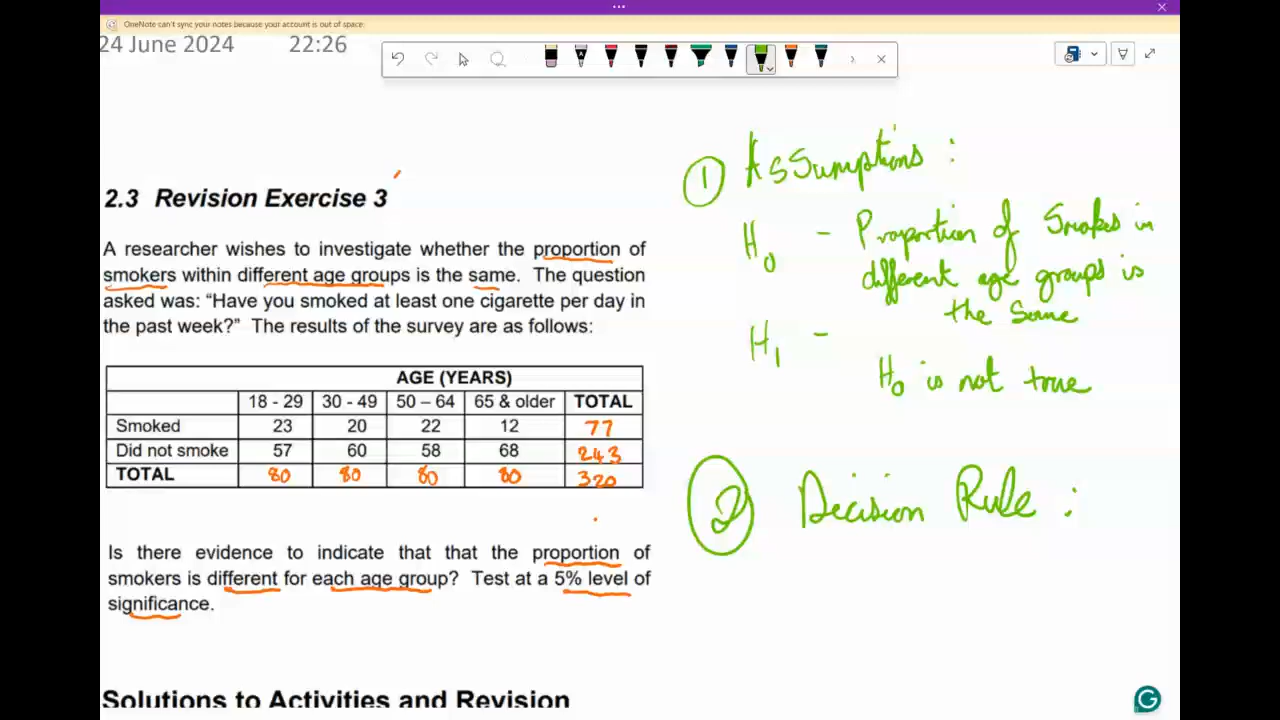 OneNote can't sync your notes because your account is out of space.
24 June 2024 22:26
2.3 Revision Exercise 3
A researcher wishes to investigate whether the proportion of
smokers within different age groups is the same. The question
asked was: “Have you smoked at least one cigarette per day in
the past week?” The results of the survey are as follows:
AGE (YEARS)
18 - 29 30 - 49 50 – 64 65 & older TOTAL
Smoked 23 20 22 12 77
Did not smoke 57 60 58 68 243
TOTAL 80 80 80 80 320
Is there evidence to indicate that that the proportion of
smokers is different for each age group? Test at a 5% level of
significance.
Solutions to Activities and Revision
① Assumptions :
H0 – Proportion of Smokes in
different age groups is
the Same
H1 –
H0 is not true
② Decision Rule :